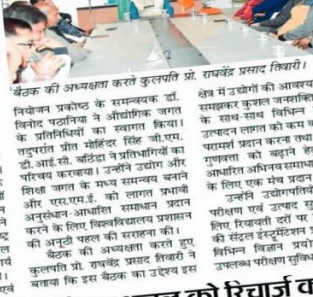 बैठक की अध्यक्षता करते कुलपति प्रो. राघवेंद्र प्रसाद तिवारी।
नियोजन प्रकोष्ठ के समन्वयक डॉ.
विनोद पठानिया ने औद्योगिक जगत
के प्रतिनिधियों का स्वागत किया।
तदुपरांत प्रीत मोहिंदर सिंह जी.एम.
डी.आई.सी. बठिंडा ने प्रतिभागियों का
परिचय करवाया। उन्होंने उद्योग और
शिक्षा जगत के मध्य समन्वय बनाने
और एस.एम.ई. को लागत प्रभावी
अनुसंधान-आधारित समाधान प्रदान
करने के लिए विश्वविद्यालय प्रशासन
की अनूठी पहल की सराहना की।
बैठक की अध्यक्षता करते हुए
कुलपति प्रो. राघवेंद्र प्रसाद तिवारी ने
बताया कि इस बैठक का उद्देश्य इस
क्षेत्र में उद्योगों की
समझकर कुशल
के साथ-साथ विभिन्न
उत्पादन लागत को कम
परामर्श प्रदान करना
गुणवत्ता को बढ़ाने
आधारित अभिनव
के लिए एक मंच प्रदान
उन्होंने उद्योगपतियों
परीक्षण एवं उत्पाद
लिए रियायती दरों पर
की सेंट्रल इंस्ट्रूमेंटेशन
विभिन्न विज्ञान प्रयो
उपलब्ध परीक्षण
को रिचार्ज